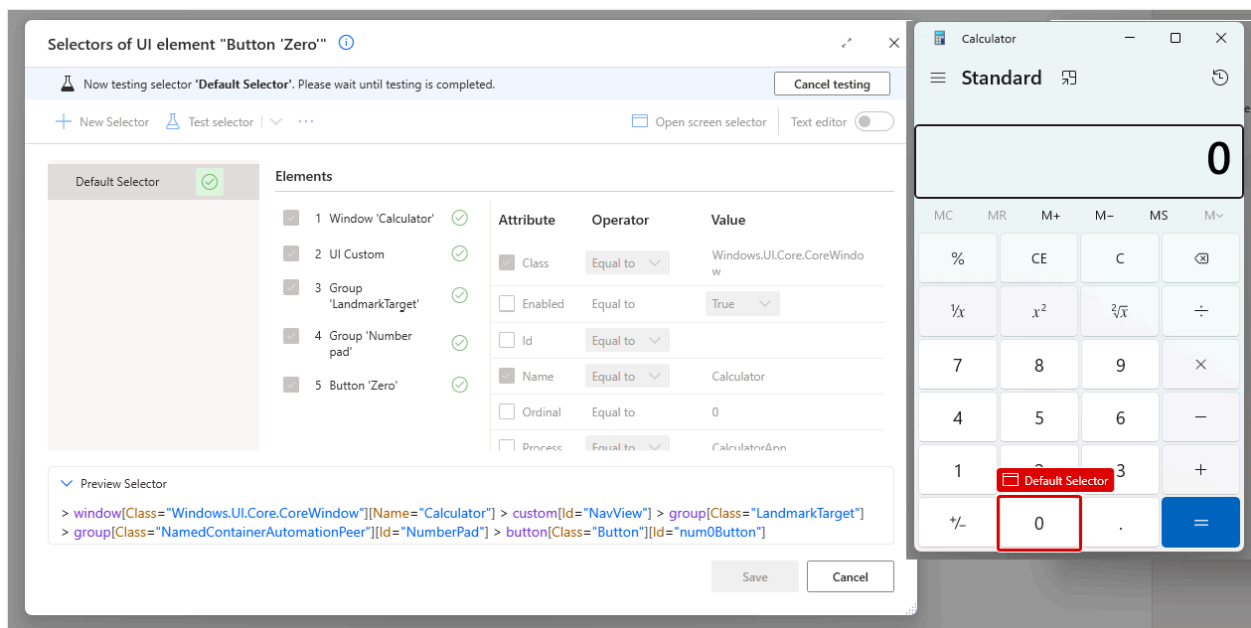 Selectors of UI element "Button 'Zero'"
Now testing selector 'Default Selector'. Please wait until testing is completed.
Cancel testing
New Selector
Test selector
Open screen selector
Text editor
Default Selector
Elements
1 Window 'Calculator'
2 UI Custom
3 Group
'LandmarkTarget'
4 Group 'Number
pad'
5 Button 'Zero'
Attribute Operator Value
Class Equal to Windows.UI.Core.CoreWindo
w
Enabled Equal to True
Id Equal to
Name Equal to Calculator
Ordinal Equal to 0
Process Equal to CalculatorApp
Preview Selector
> window[Class="Windows.UI.Core.CoreWindow"][Name="Calculator"] > custom[Id="NavView"] > group[Class="LandmarkTarget"]
> group[Class="NamedContainerAutomationPeer"][Id="NumberPad"] > button[Class="Button"][Id="num0Button"]
Save
Cancel
Calculator
Standard
0
MC MR M+ M− MS M
% CE C
¹/x x² ²√x ÷
7 8 9 ×
4 5 6 −
1 3 +
Default Selector
+/− 0 . =